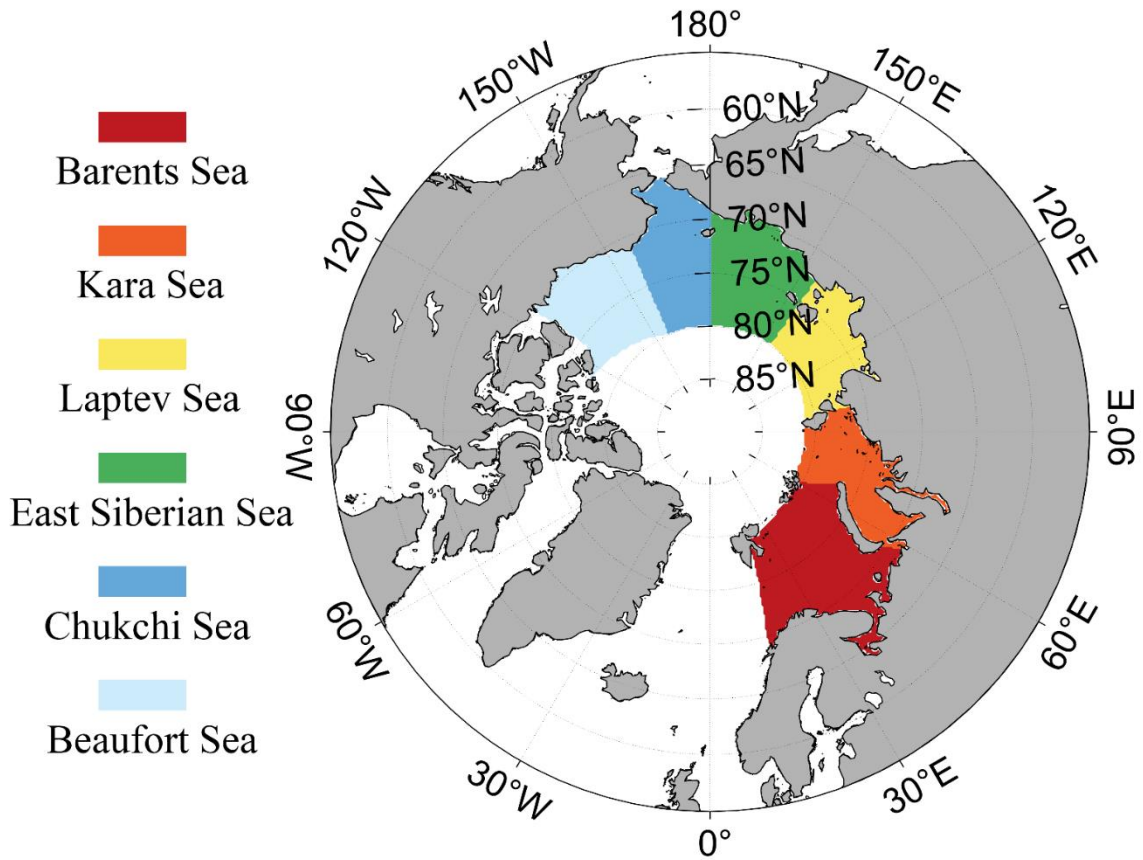 Barents Sea
Kara Sea
Laptev Sea
East Siberian Sea
Chukchi Sea
Beaufort Sea
180°
150°W
150°E
120°W
120°E
90°W
90°E
60°W
60°E
30°W
30°E
0°
60°N
65°N
70°N
75°N
80°N
85°N